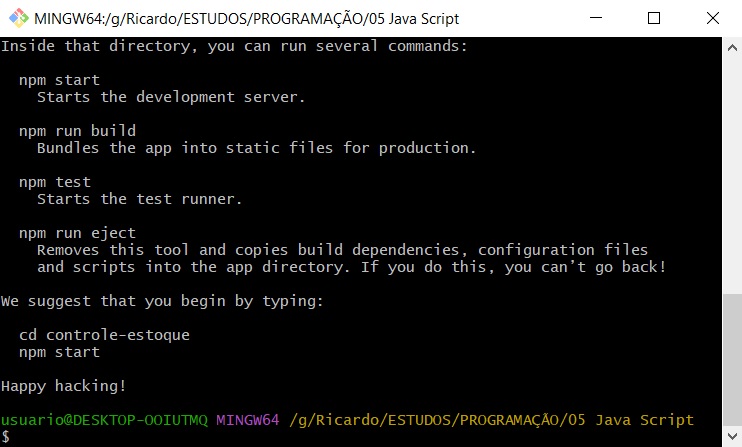 MINGW64:/g/Ricardo/ESTUDOS/PROGRAMAÇÃO/05 Java Script
Inside that directory, you can run several commands:
npm start
Starts the development server.
npm run build
Bundles the app into static files for production.
npm test
Starts the test runner.
npm run eject
Removes this tool and copies build dependencies, configuration files
and scripts into the app directory. If you do this, you can’t go back!
We suggest that you begin by typing:
cd controle-estoque
npm start
Happy hacking!
usuario@DESKTOP-OOIUTMQ MINGW64 /g/Ricardo/ESTUDOS/PROGRAMAÇÃO/05 Java Script
$